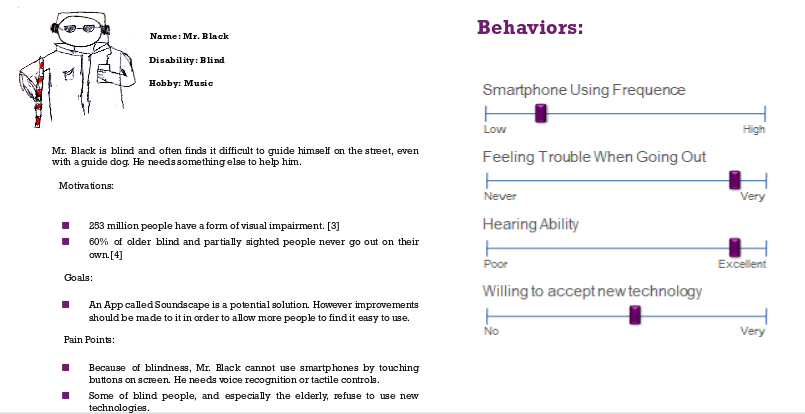 Name: Mr. Black
Disability: Blind
Hobby: Music
Mr. Black is blind and often finds it difficult to guide himself on the street, even
with a guide dog. He needs something else to help him.
Motivations:
253 million people have a form of visual impairment. [3]
60% of older blind and partially sighted people never go out on their
own.[4]
Goals:
An App called Soundscape is a potential solution. However improvements
should be made to it in order to allow more people to find it easy to use.
Pain Points:
Because of blindness, Mr. Black cannot use smartphones by touching
buttons on screen. He needs voice recognition or tactile controls.
Some of blind people, and especially the elderly, refuse to use new
technologies.
Behaviors:
Smartphone Using Frequence
Low High
Feeling Trouble When Going Out
Never Very
Hearing Ability
Poor Excellent
Willing to accept new technology
No Very